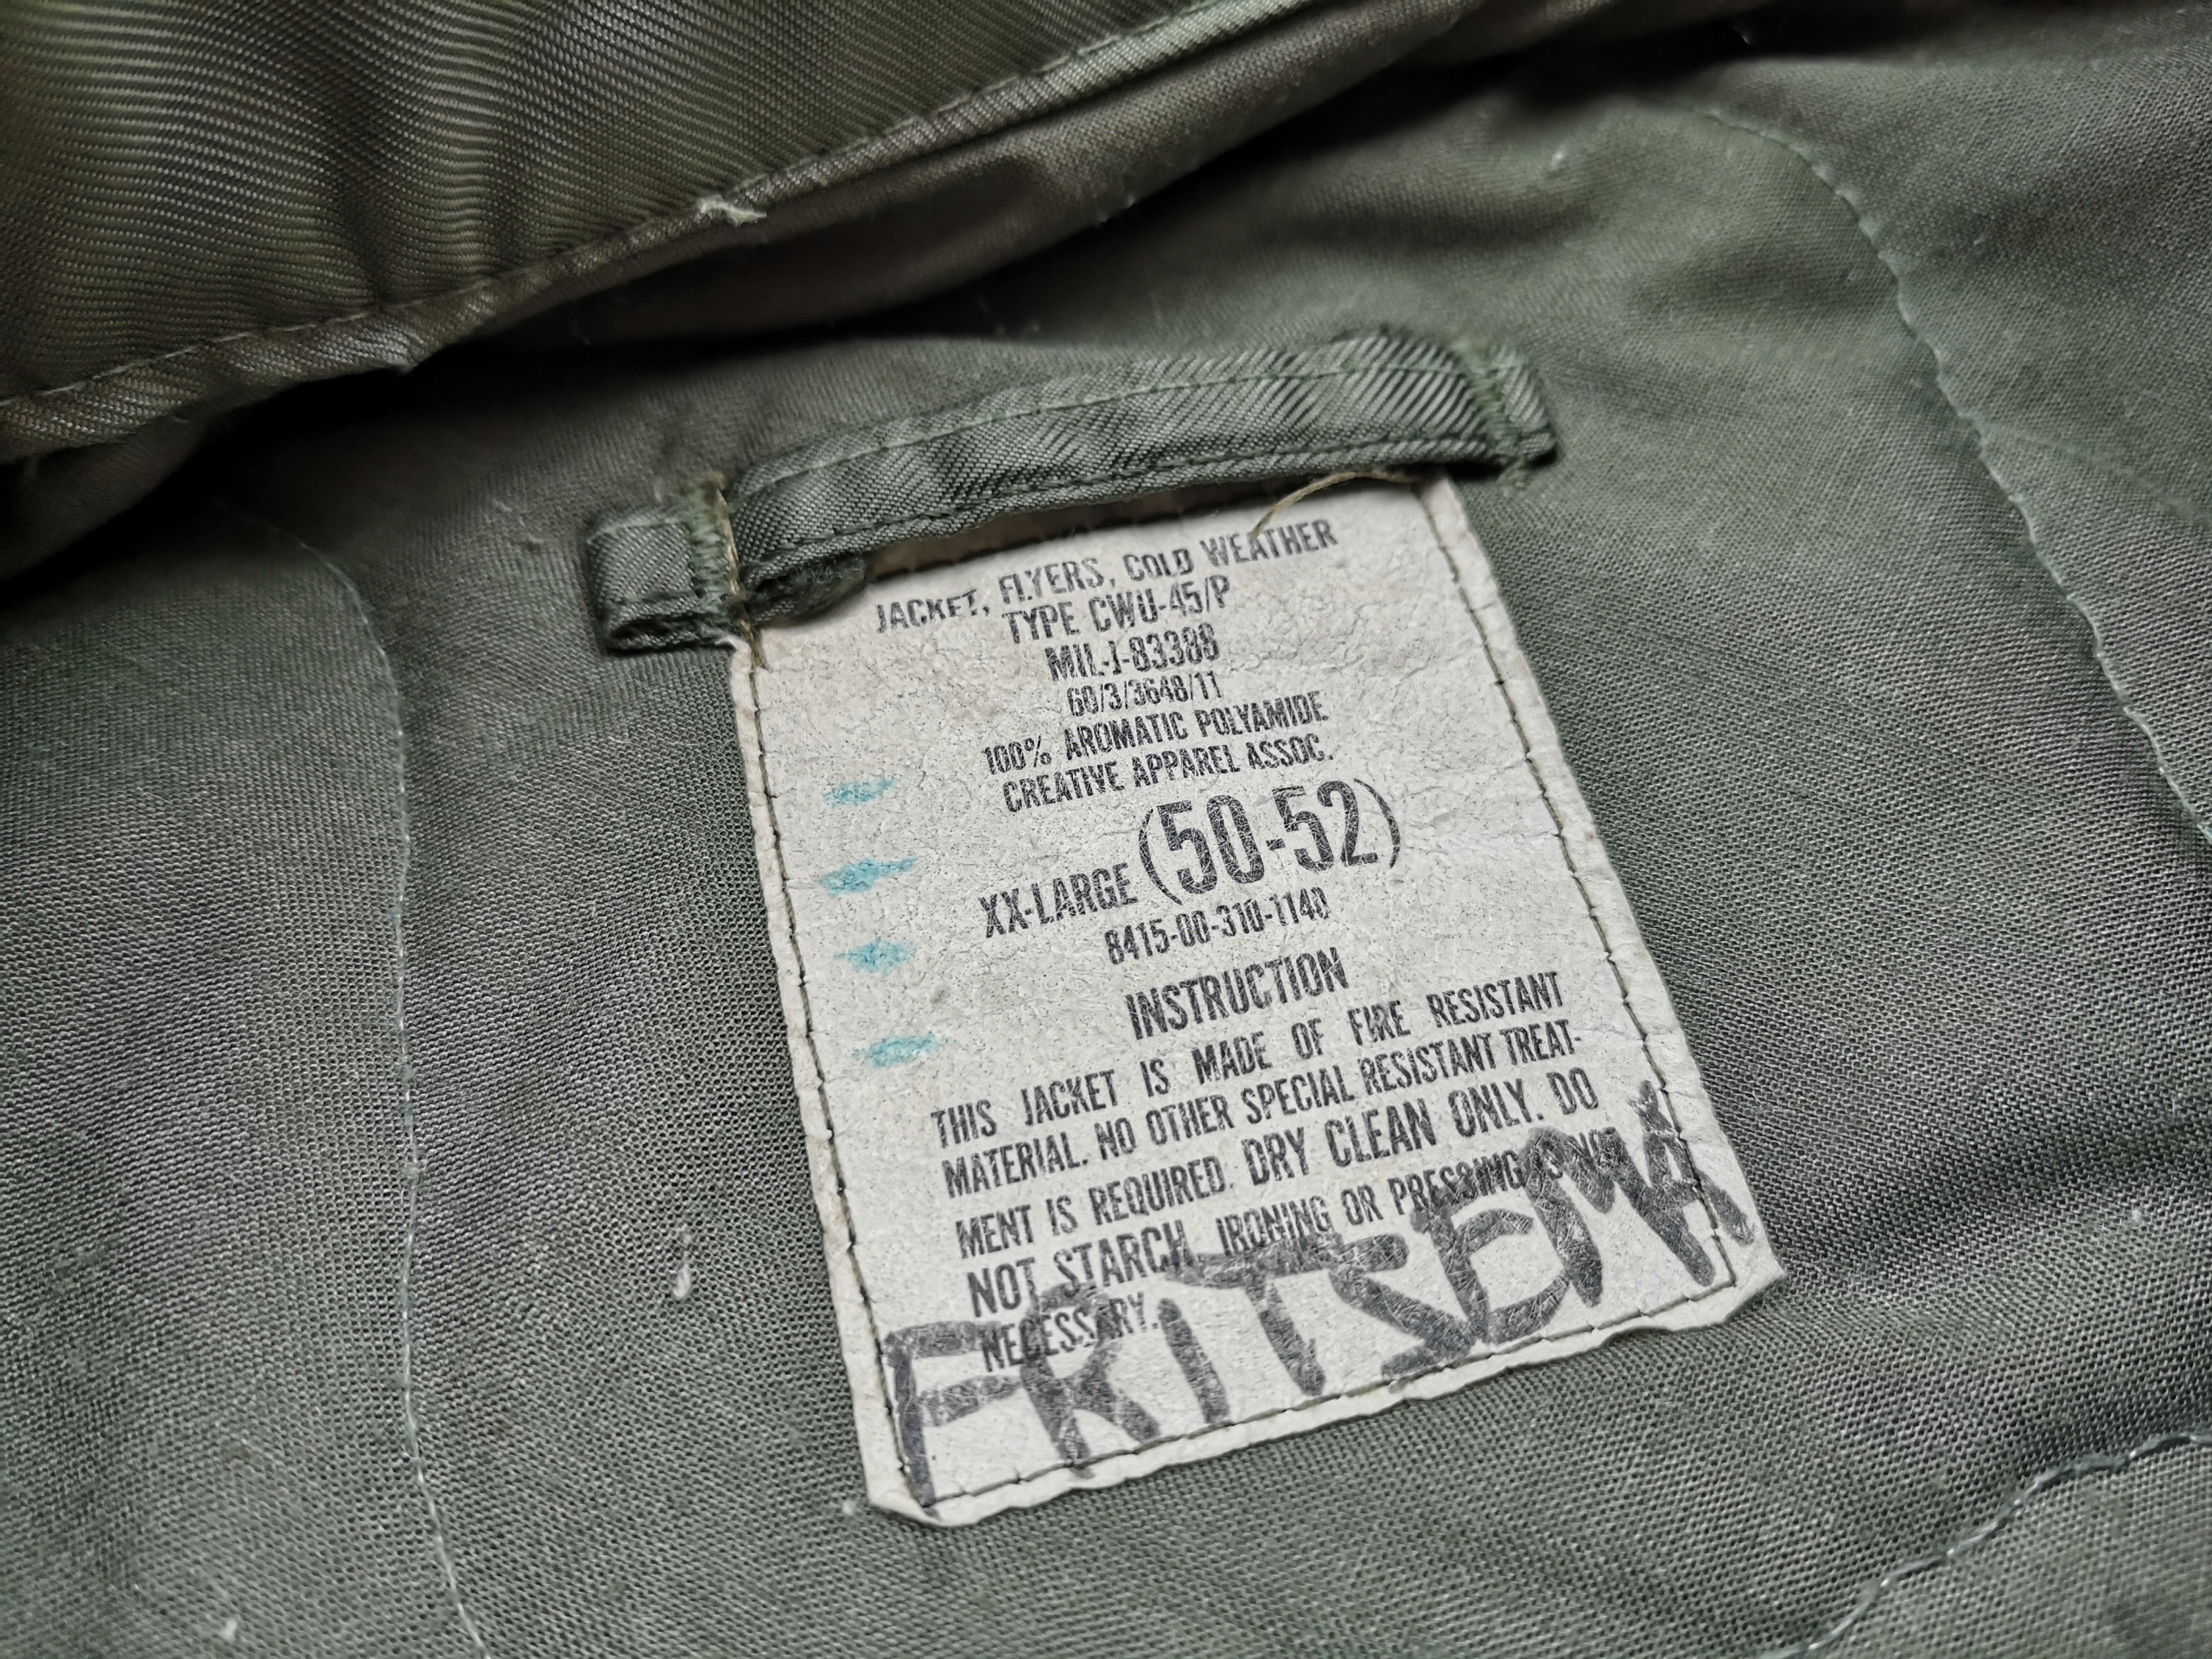 JACKET, FLYERS, COLD WEATHER
TYPE CWU-45/P
MIL-J-83388
60/3/3648/11
100% AROMATIC POLYAMIDE
CREATIVE APPAREL ASSOC.
XX-LARGE (50-52)
8415-00-310-1140
INSTRUCTION
THIS JACKET IS MADE OF FIRE RESISTANT
MATERIAL. NO OTHER SPECIAL RESISTANT TREAT-
MENT IS REQUIRED. DRY CLEAN ONLY. DO
NOT STARCH, IRONING OR PRESSING IS NOT
NECESSARY.
FRITSEMA